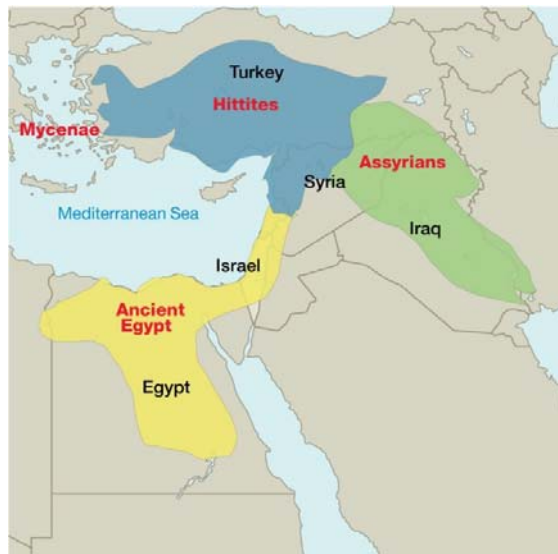 Turkey
Hittites
Mycenae
Assyrians
Syria
Mediterranean Sea
Iraq
Israel
Ancient
Egypt
Egypt